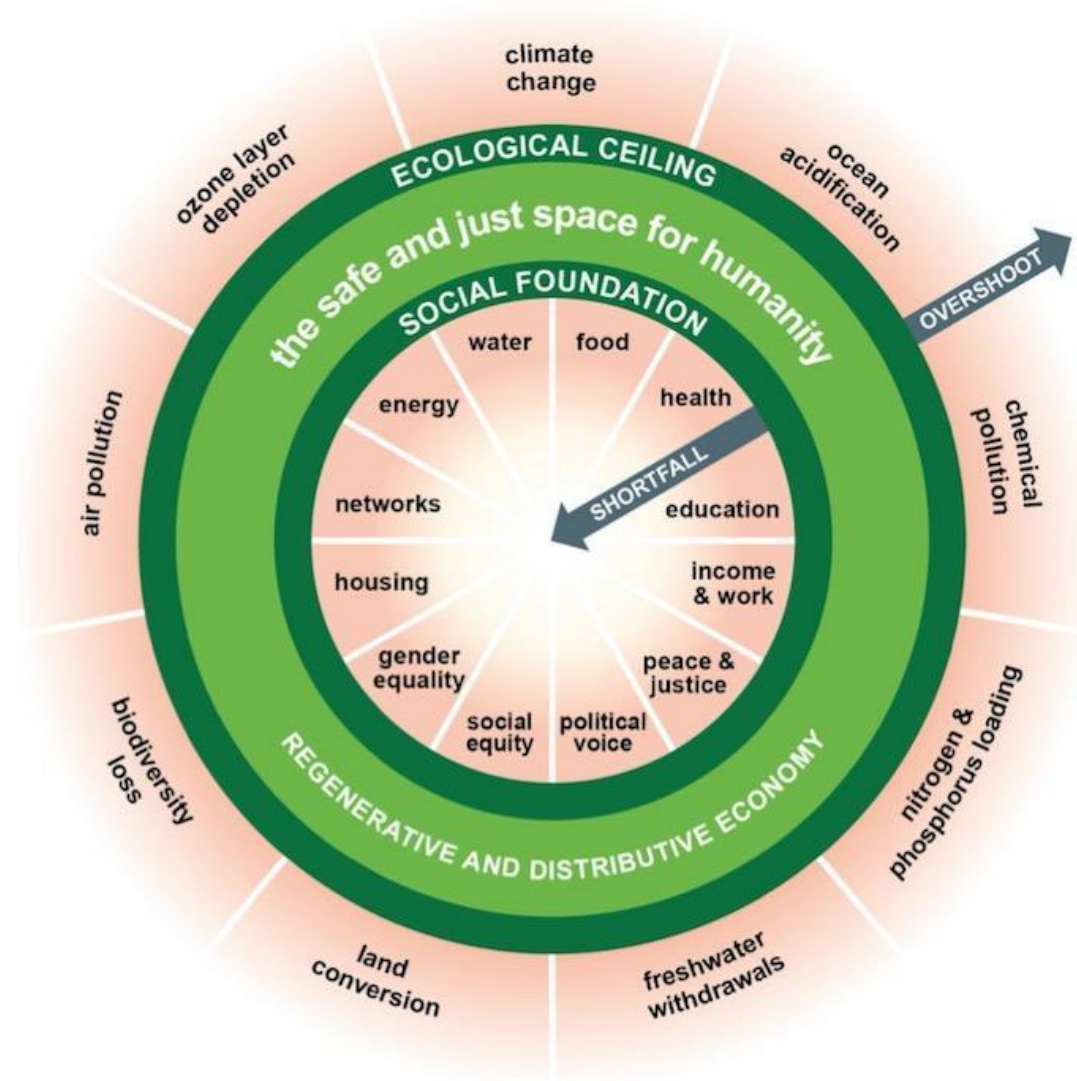 climate
change
ocean
acidification
chemical
pollution
nitrogen &
phosphorus loading
freshwater
withdrawals
land
conversion
biodiversity
loss
air pollution
ozone layer
depletion
OVERSHOOT
ECOLOGICAL CEILING
the safe and just space for humanity
SOCIAL FOUNDATION
water
food
health
SHORTFALL
education
income
& work
peace &
justice
political
voice
social
equity
gender
equality
housing
networks
energy
REGENERATIVE AND DISTRIBUTIVE ECONOMY